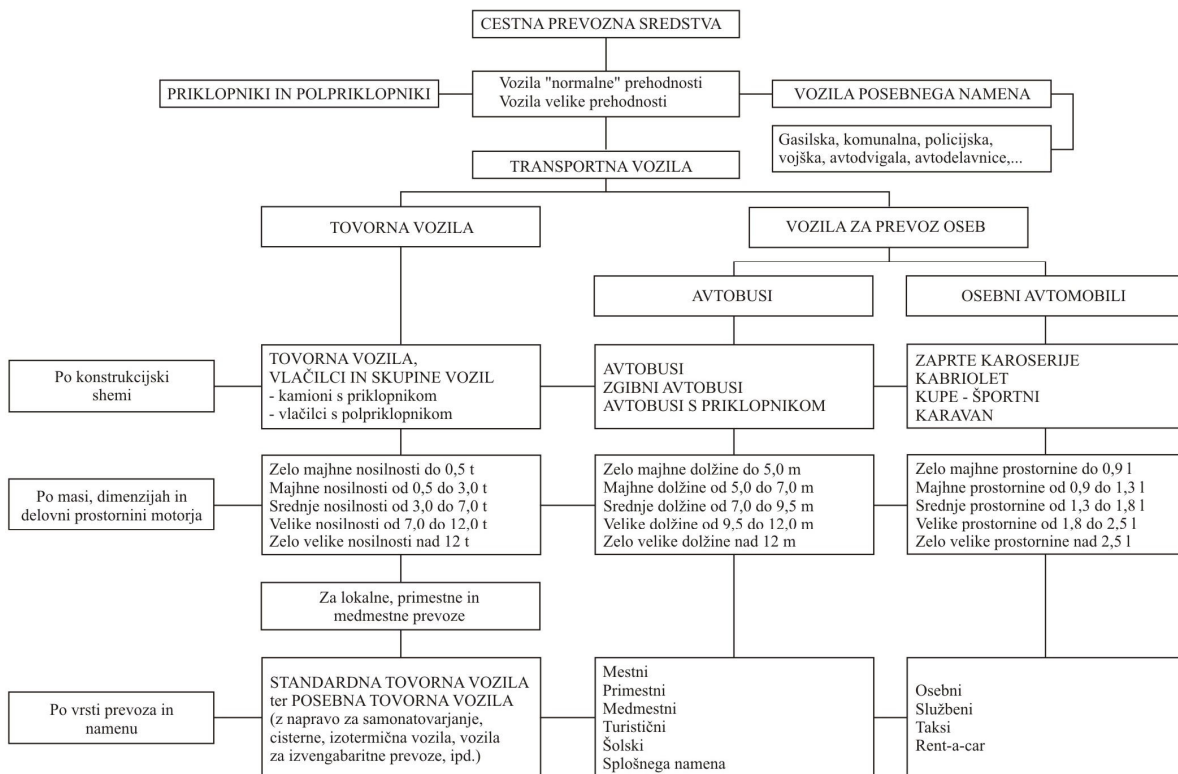 CESTNA PREVOZNA SREDSTVA
PRIKLOPNIKI IN POLPRIKLOPNIKI
Vozila "normalne" prehodnosti
Vozila velike prehodnosti
VOZILA POSEBNEGA NAMENA
Gasilska, komunalna, policijska,
vojška, avtodvigala, avtodelavnice,...
TRANSPORTNA VOZILA
TOVORNA VOZILA
VOZILA ZA PREVOZ OSEB
AVTOBUSI
OSEBNI AVTOMOBILI
Po konstrukcijski
shemi
TOVORNA VOZILA,
VLAČILCI IN SKUPINE VOZIL
- kamioni s priklopnikom
- vlačilci s polpriklopnikom
AVTOBUSI
ZGIBNI AVTOBUSI
AVTOBUSI S PRIKLOPNIKOM
ZAPRTE KAROSERIJE
KABRIOLET
KUPE - ŠPORTNI
KARAVAN
Po masi, dimenzijah in
delovni prostornini motorja
Zelo majhne nosilnosti do 0,5 t
Majhne nosilnosti od 0,5 do 3,0 t
Srednje nosilnosti od 3,0 do 7,0 t
Velike nosilnosti od 7,0 do 12,0 t
Zelo velike nosilnosti nad 12 t
Zelo majhne dolžine do 5,0 m
Majhne dolžine od 5,0 do 7,0 m
Srednje dolžine od 7,0 do 9,5 m
Velike dolžine od 9,5 do 12,0 m
Zelo velike dolžine nad 12 m
Zelo majhne prostornine do 0,9 l
Majhne prostornine od 0,9 do 1,3 l
Srednje prostornine od 1,3 do 1,8 l
Velike prostornine od 1,8 do 2,5 l
Zelo velike prostornine nad 2,5 l
Za lokalne, primestne in
medmestne prevoze
Po vrsti prevoza in
namenu
STANDARDNA TOVORNA VOZILA
ter POSEBNA TOVORNA VOZILA
(z napravo za samonatovarjanje,
cisterne, izotermična vozila, vozila
za izvengabaritne prevoze, ipd.)
Mestni
Primestni
Medmestni
Turistični
Šolski
Splošnega namena
Osebni
Službeni
Taksi
Rent-a-car